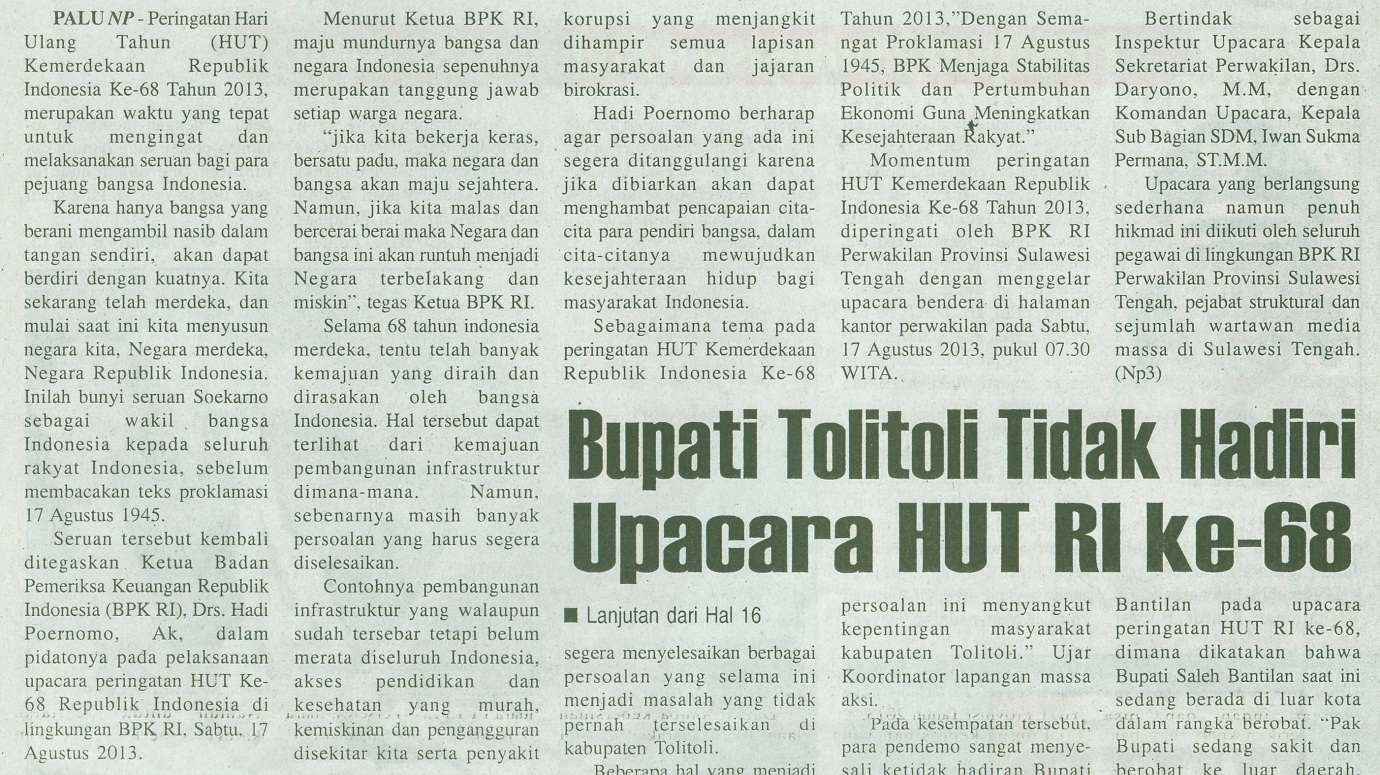 PALU NP - Peringatan Hari
Ulang Tahun (HUT)
Kemerdekaan Republik
Indonesia Ke-68 Tahun 2013,
merupakan waktu yang tepat
untuk mengingat dan
melaksanakan seruan bagi para
pejuang bangsa Indonesia.
Karena hanya bangsa yang
berani mengambil nasib dalam
tangan sendiri, akan dapat
berdiri dengan kuatnya. Kita
sekarang telah merdeka, dan
mulai saat ini kita menyusun
negara kita, Negara merdeka,
Negara Republik Indonesia.
Inilah bunyi seruan Soekarno
sebagai wakil bangsa
Indonesia kepada seluruh
rakyat Indonesia, sebelum
membacakan teks proklamasi
17 Agustus 1945.
Seruan tersebut kembali
ditegaskan Ketua Badan
Pemeriksa Keuangan Republik
Indonesia (BPK RI), Drs. Hadi
Poernomo, Ak, dalam
pidatonya pada pelaksanaan
upacara peringatan HUT Ke-
68 Republik Indonesia di
lingkungan BPK RI, Sabtu, 17
Agustus 2013.
Menurut Ketua BPK RI,
maju mundurnya bangsa dan
negara Indonesia sepenuhnya
merupakan tanggung jawab
setiap warga negara.
“jika kita bekerja keras,
bersatu padu, maka negara dan
bangsa akan maju sejahtera.
Namun, jika kita malas dan
bercerai berai maka Negara dan
bangsa ini akan runtuh menjadi
Negara terbelakang dan
miskin”, tegas Ketua BPK RI.
Selama 68 tahun indonesia
merdeka, tentu telah banyak
kemajuan yang diraih dan
dirasakan oleh bangsa
Indonesia. Hal tersebut dapat
terlihat dari kemajuan
pembangunan infrastruktur
dimana-mana. Namun,
sebenarnya masih banyak
persoalan yang harus segera
diselesaikan.
Contohnya pembangunan
infrastruktur yang walaupun
sudah tersebar tetapi belum
merata diseluruh Indonesia,
akses pendidikan dan
kesehatan yang murah,
kemiskinan dan pengangguran
disekitar kita serta penyakit
korupsi yang menjangkit
dihampir semua lapisan
masyarakat dan jajaran
birokrasi.
Hadi Poernomo berharap
agar persoalan yang ada ini
segera ditanggulangi karena
jika dibiarkan akan dapat
menghambat pencapaian cita-
cita para pendiri bangsa, dalam
cita-citanya mewujudkan
kesejahteraan hidup bagi
masyarakat Indonesia.
Sebagaimana tema pada
peringatan HUT Kemerdekaan
Republik Indonesia Ke-68
Tahun 2013,”Dengan Sema-
ngat Proklamasi 17 Agustus
1945, BPK Menjaga Stabilitas
Politik dan Pertumbuhan
Ekonomi Guna Meningkatkan
Kesejahteraan Rakyat.”
Momentum peringatan
HUT Kemerdekaan Republik
Indonesia Ke-68 Tahun 2013,
diperingati oleh BPK RI
Perwakilan Provinsi Sulawesi
Tengah dengan menggelar
upacara bendera di halaman
kantor perwakilan pada Sabtu,
17 Agustus 2013, pukul 07.30
WITA.
Bertindak sebagai
Inspektur Upacara Kepala
Sekretariat Perwakilan, Drs.
Daryono, M.M, dengan
Komandan Upacara, Kepala
Sub Bagian SDM, Iwan Sukma
Permana, ST.M.M.
Upacara yang berlangsung
sederhana namun penuh
hikmad ini diikuti oleh seluruh
pegawai di lingkungan BPK RI
Perwakilan Provinsi Sulawesi
Tengah, pejabat struktural dan
sejumlah wartawan media
massa di Sulawesi Tengah.
(Np3)
Bupati Tolitoli Tidak Hadiri
Upacara HUT RI ke-68
■ Lanjutan dari Hal 16
segera menyelesaikan berbagai
persoalan yang selama ini
menjadi masalah yang tidak
pernah terselesaikan di
kabupaten Tolitoli.
Beberapa hal yang menjadi
persoalan ini menyangkut
kepentingan masyarakat
kabupaten Tolitoli.” Ujar
Koordinator lapangan massa
aksi.
Pada kesempatan tersebut,
para pendemo sangat menye-
sali ketidak hadiran Bupati
Bantilan pada upacara
peringatan HUT RI ke-68,
dimana dikatakan bahwa
Bupati Saleh Bantilan saat ini
sedang berada di luar kota
dalam rangka berobat. “Pak
Bupati sedang sakit dan
berobat ke luar daerah.